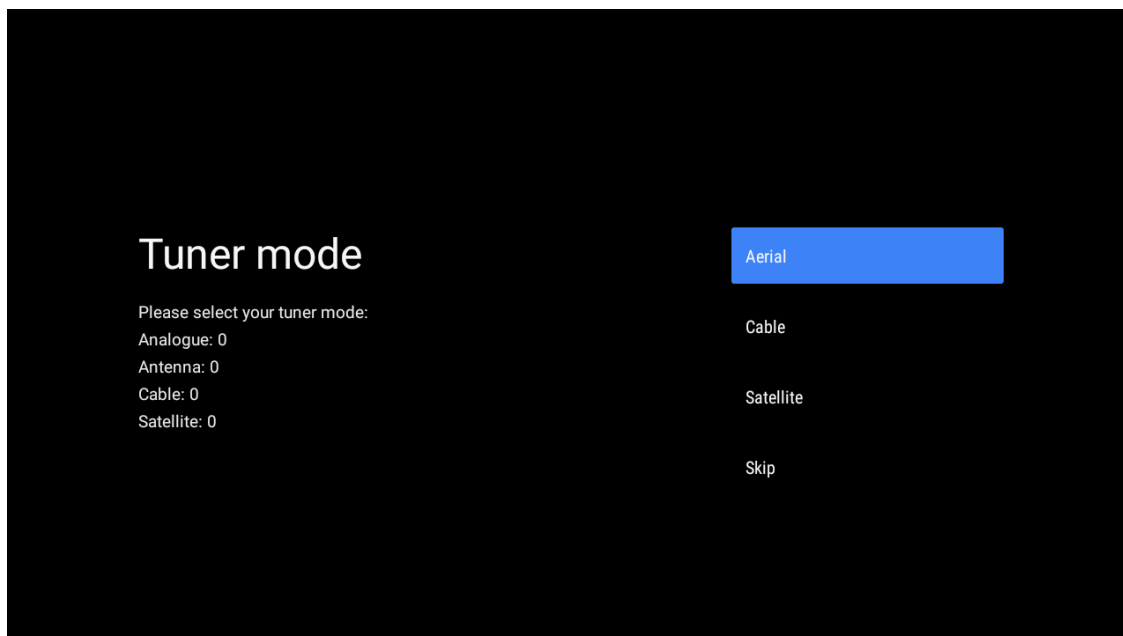 Tuner mode
Please select your tuner mode:
Analogue: 0
Antenna: 0
Cable: 0
Satellite: 0
Aerial
Cable
Satellite
Skip